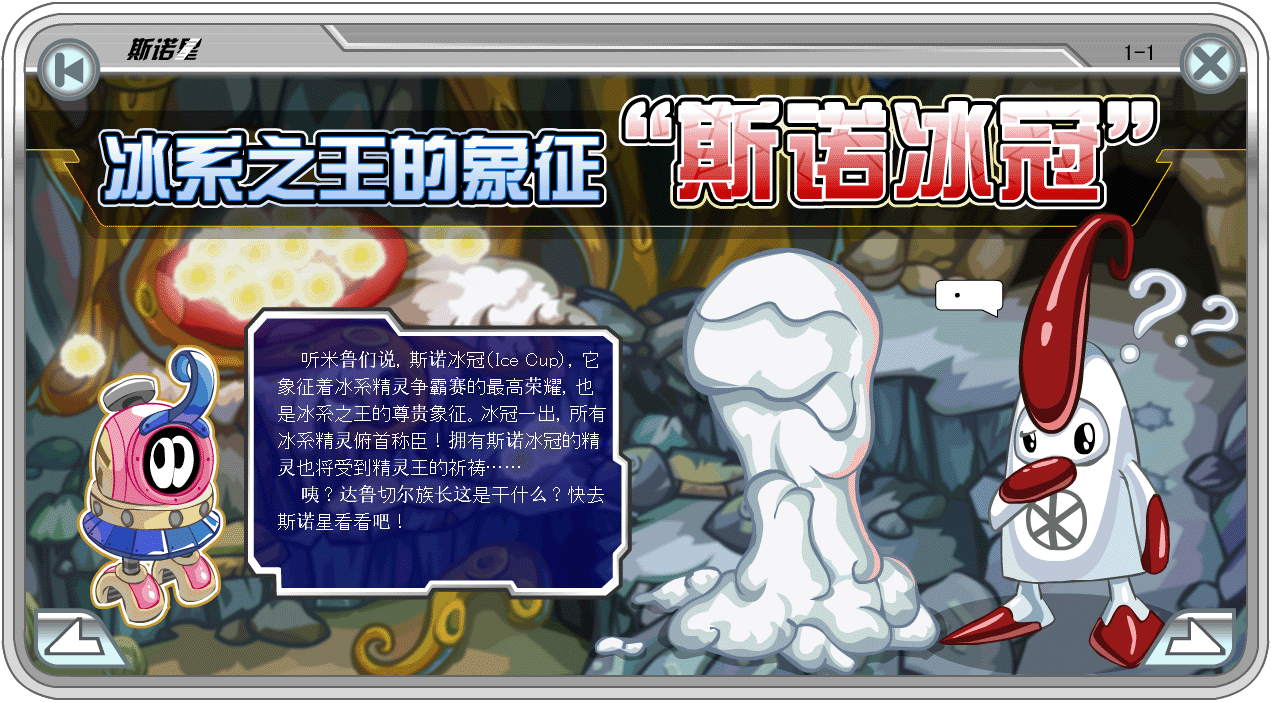 斯诺星
1-1
冰系之王的象征
“斯诺冰冠”
听米鲁们说，斯诺冰冠(Ice Cup)，它
象征着冰系精灵争霸赛的最高荣耀，也
是冰系之王的尊贵象征。冰冠一出，所有
冰系精灵俯首称臣！拥有斯诺冰冠的精
灵也将受到精灵王的祈祷……
咦？达鲁切尔族长这是干什么？快去
斯诺星看看吧！